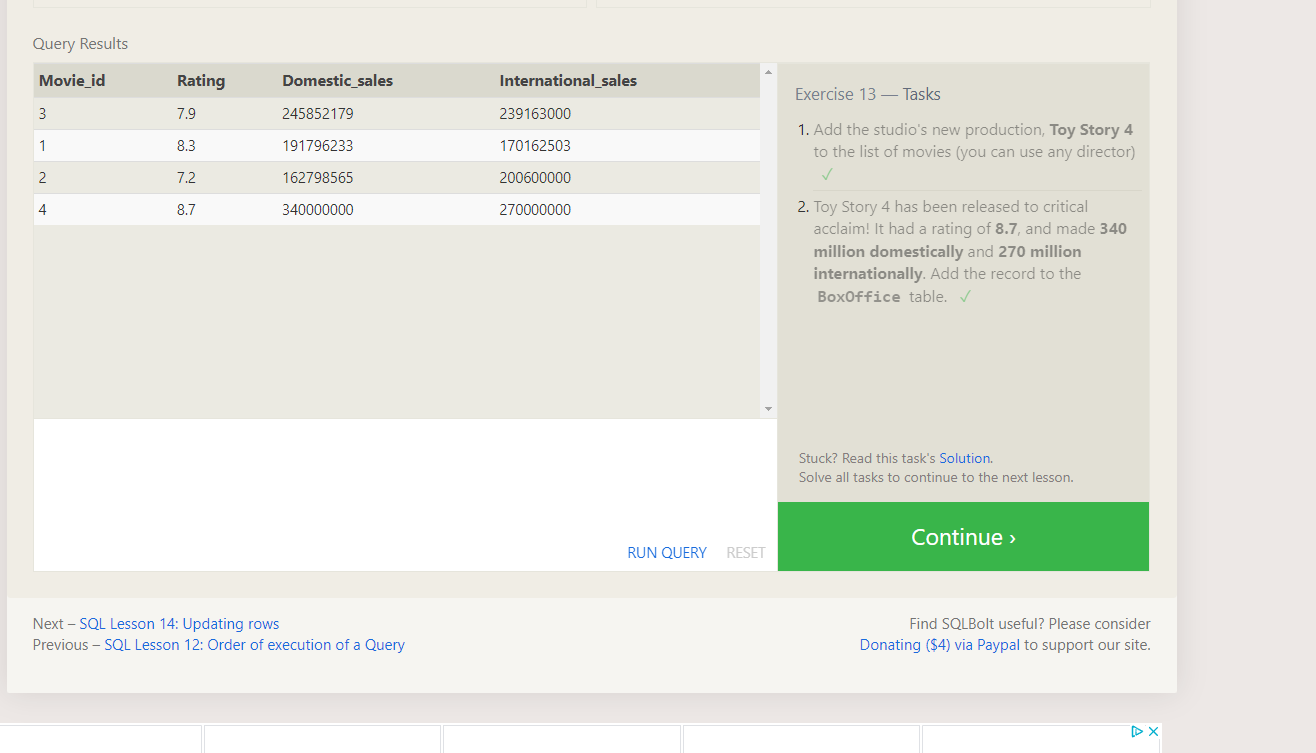 Query Results
Movie_id Rating Domestic_sales International_sales
3 7.9 245852179 239163000
1 8.3 191796233 170162503
2 7.2 162798565 200600000
4 8.7 340000000 270000000
RUN QUERY RESET
Exercise 13 — Tasks
1. Add the studio's new production, Toy Story 4
to the list of movies (you can use any director)
✓
2. Toy Story 4 has been released to critical
acclaim! It had a rating of 8.7, and made 340
million domestically and 270 million
internationally. Add the record to the
BoxOffice table. ✓
Stuck? Read this task's Solution.
Solve all tasks to continue to the next lesson.
Continue ›
Next – SQL Lesson 14: Updating rows
Previous – SQL Lesson 12: Order of execution of a Query
Find SQLBolt useful? Please consider
Donating ($4) via Paypal to support our site.